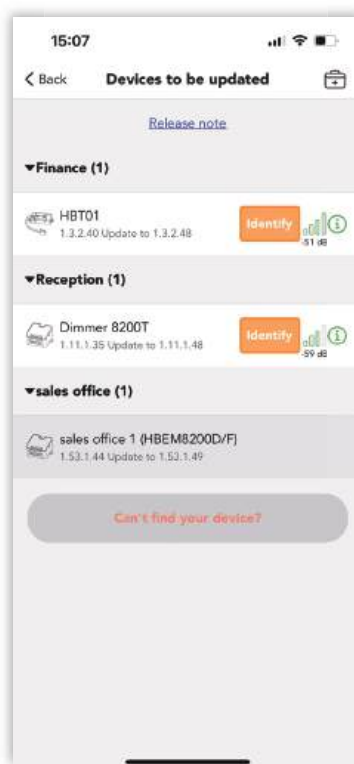 15:07
Back Devices to be updated
Release note
Finance (1)
HBT01
1.3.2.40 Update to 1.3.2.48
Identify
-51 dB
Reception (1)
Dimmer 8200T
1.11.1.35 Update to 1.11.1.48
Identify
-59 dB
sales office (1)
sales office 1 (HBEM8200D/F)
1.53.1.44 Update to 1.53.1.49
Can't find your device?